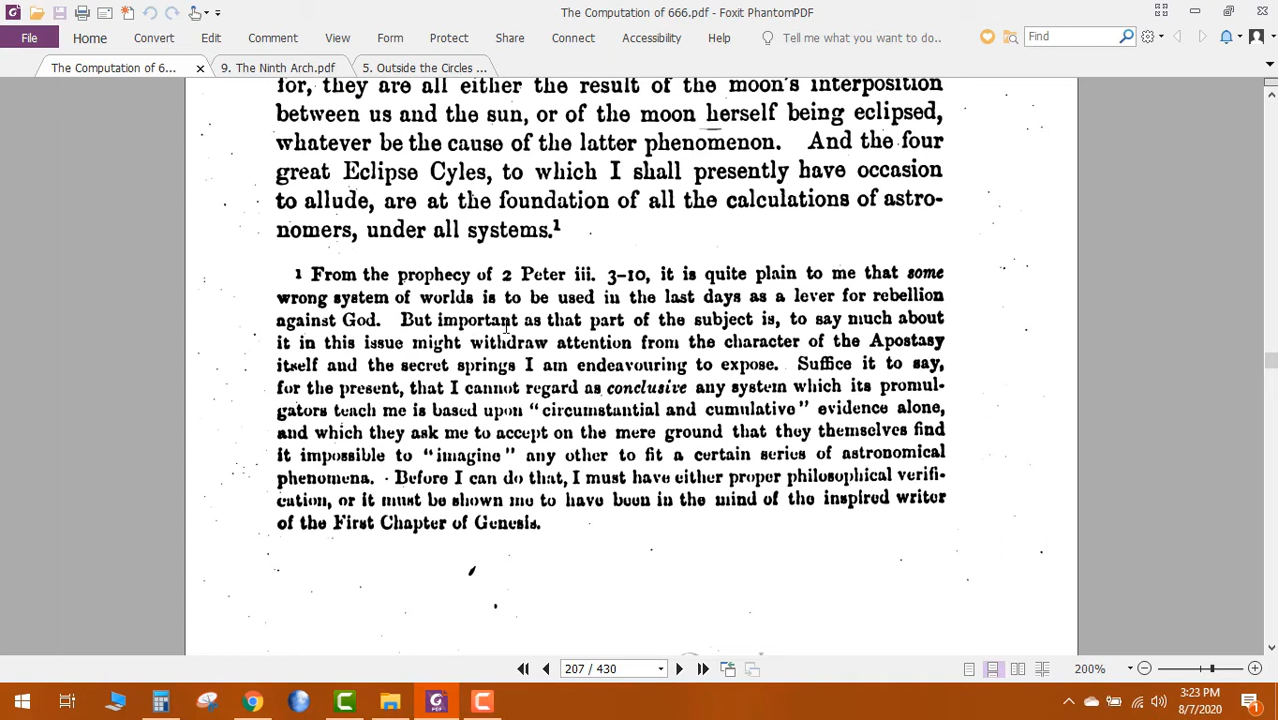 The Computation of 666.pdf - Foxit PhantomPDF
File Home Convert Edit Comment View Form Protect Share Connect Accessibility Help Tell me what you want to do.. Find
The Computation of 6... 9. The Ninth Arch.pdf 5. Outside the Circles ...
for, they are all either the result of the moon's interposition
between us and the sun, or of the moon herself being eclipsed,
whatever be the cause of the latter phenomenon. And the four
great Eclipse Cyles, to which I shall presently have occasion
to allude, are at the foundation of all the calculations of astro-
nomers, under all systems.¹
1 From the prophecy of 2 Peter iii. 3-10, it is quite plain to me that some
wrong system of worlds is to be used in the last days as a lever for rebellion
against God. But important as that part of the subject is, to say much about
it in this issue might withdraw attention from the character of the Apostasy
itself and the secret springs I am endeavouring to expose. Suffice it to say,
for the present, that I cannot regard as conclusive any system which its promul-
gators teach me is based upon "circumstantial and cumulative" evidence alone,
and which they ask me to accept on the mere ground that they themselves find
it impossible to "imagine" any other to fit a certain series of astronomical
phenomena. Before I can do that, I must have either proper philosophical verifi-
cation, or it must be shown me to have been in the mind of the inspired writer
of the First Chapter of Genesis.
207 / 430
200%
3:23 PM
8/7/2020